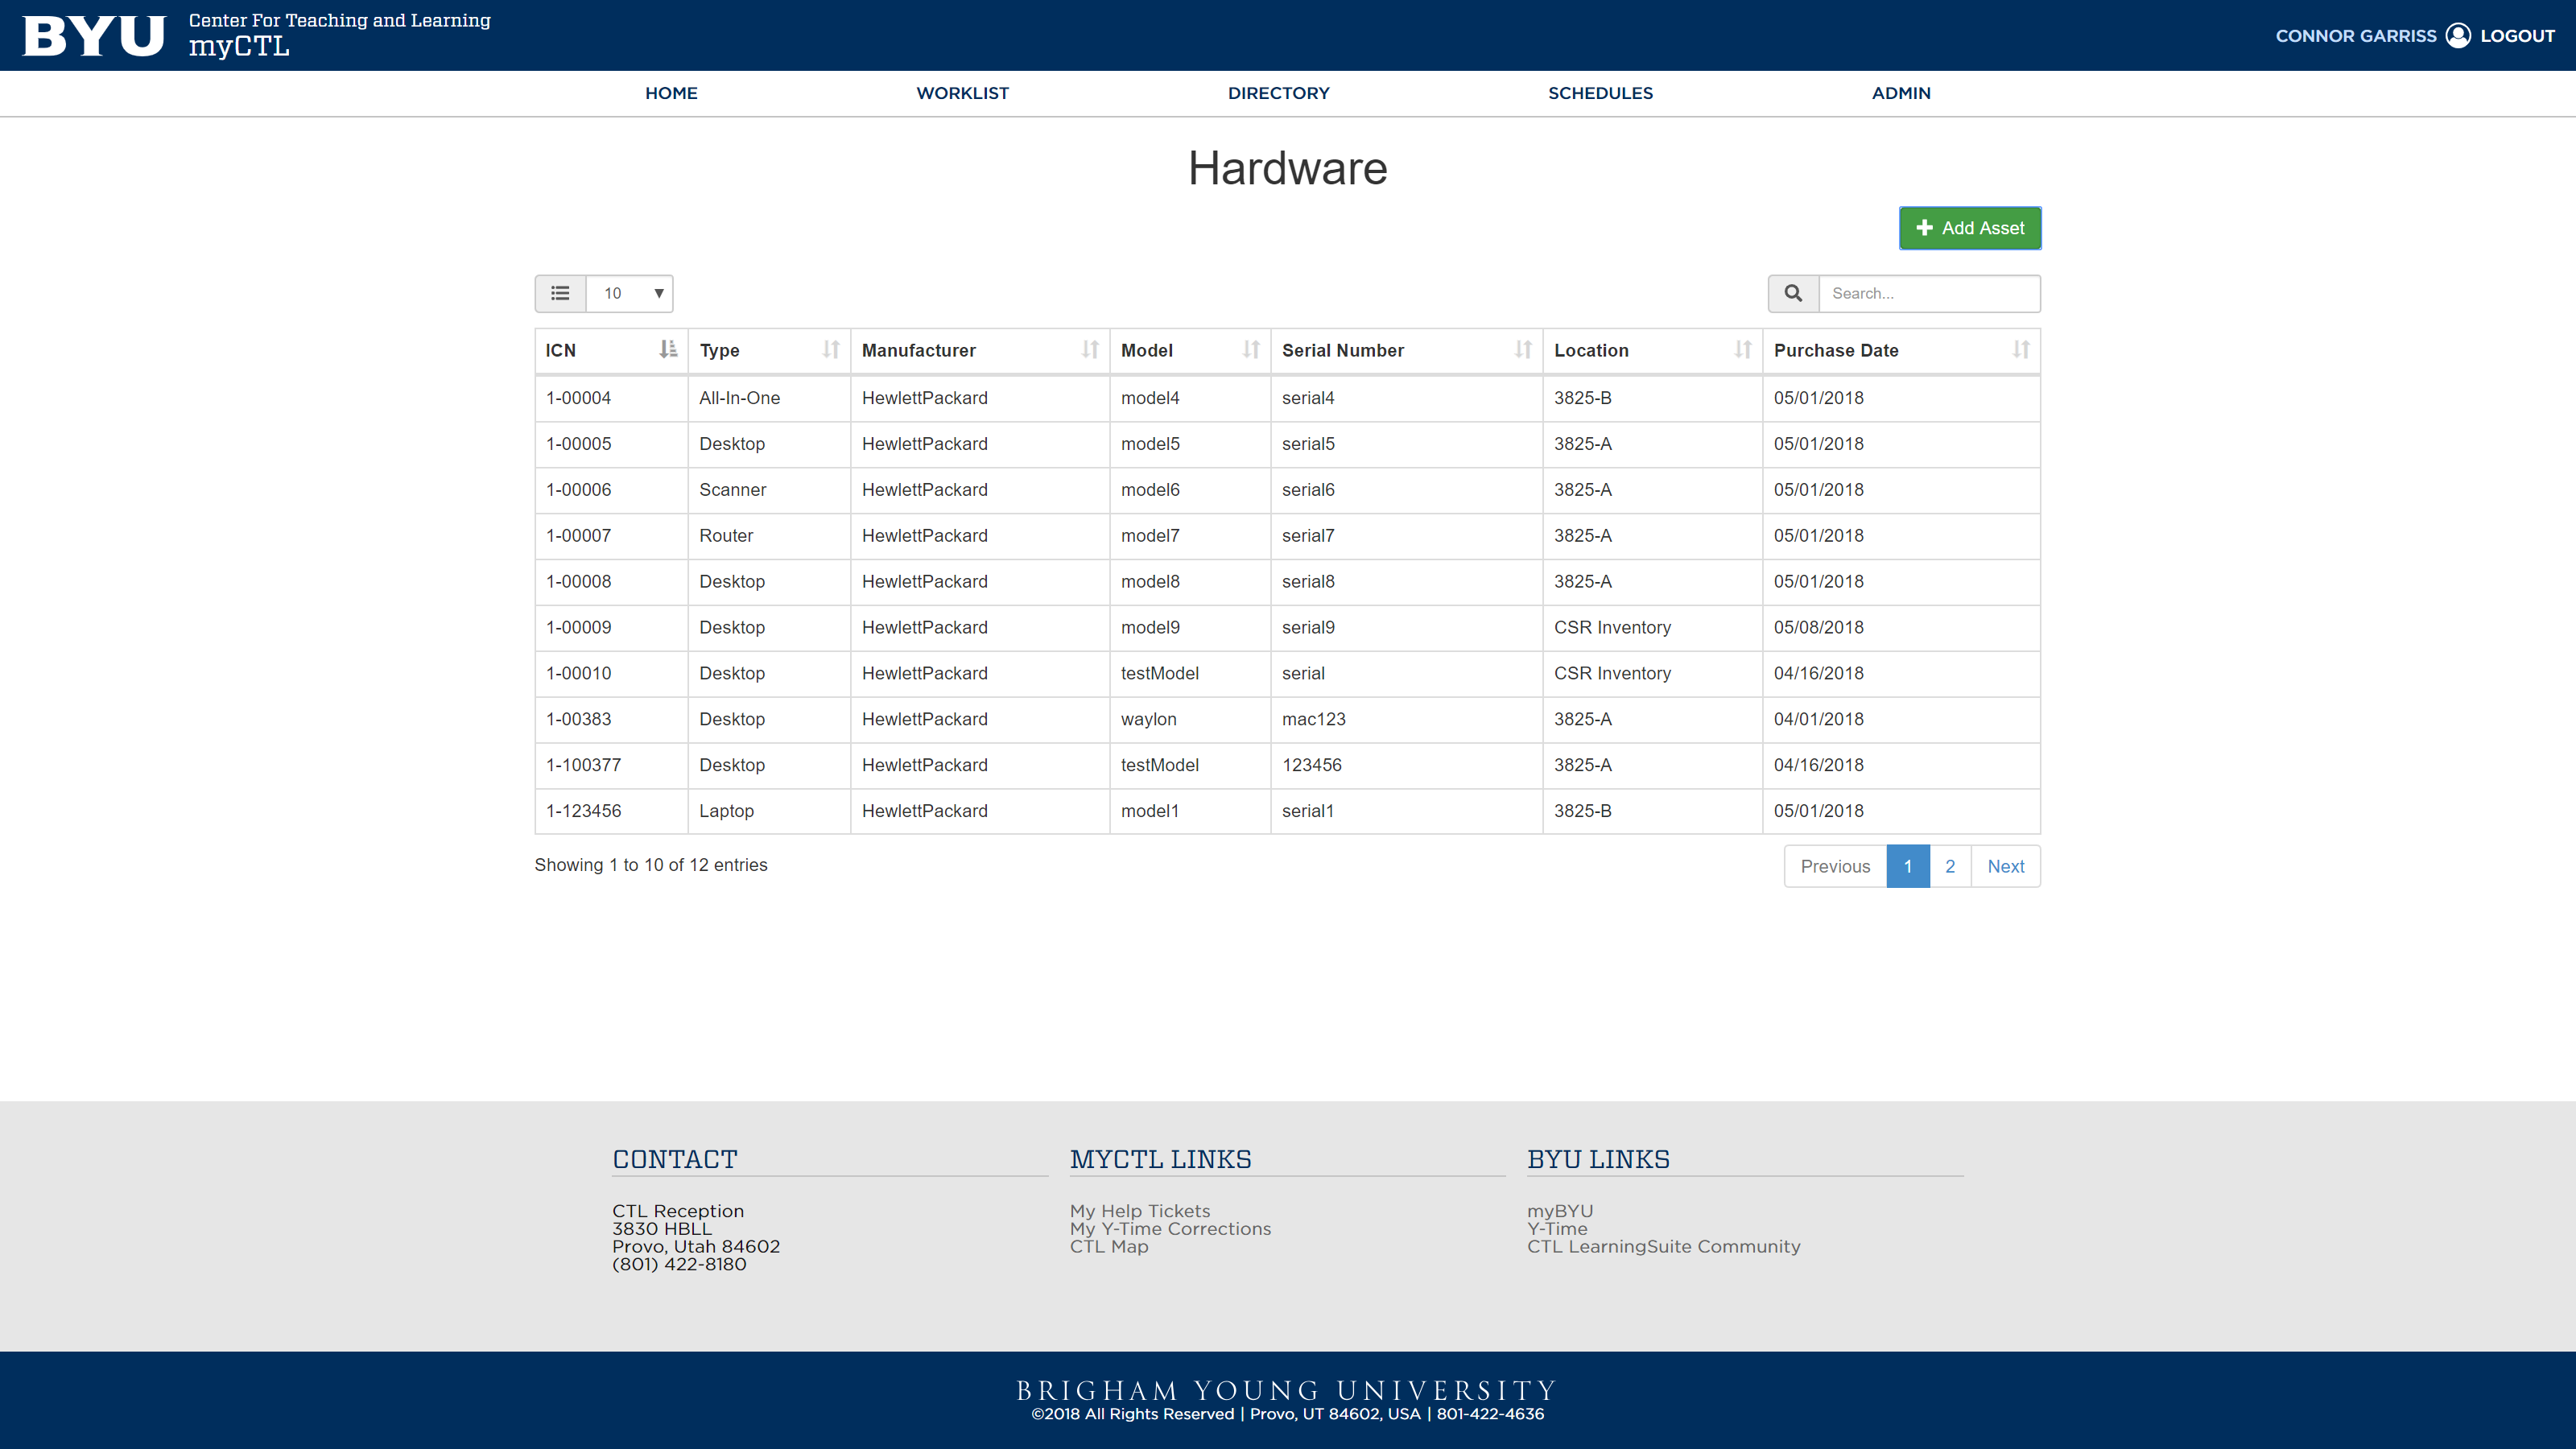 BYU
Center For Teaching and Learning
myCTL
CONNOR GARRISS LOGOUT
HOME WORKLIST DIRECTORY SCHEDULES ADMIN
Hardware
Add Asset
10 ▼ Search...
ICN Type Manufacturer Model Serial Number Location Purchase Date
1-00004 All-In-One HewlettPackard model4 serial4 3825-B 05/01/2018
1-00005 Desktop HewlettPackard model5 serial5 3825-A 05/01/2018
1-00006 Scanner HewlettPackard model6 serial6 3825-A 05/01/2018
1-00007 Router HewlettPackard model7 serial7 3825-A 05/01/2018
1-00008 Desktop HewlettPackard model8 serial8 3825-A 05/01/2018
1-00009 Desktop HewlettPackard model9 serial9 CSR Inventory 05/08/2018
1-00010 Desktop HewlettPackard testModel serial CSR Inventory 04/16/2018
1-00383 Desktop HewlettPackard waylon mac123 3825-A 04/01/2018
1-100377 Desktop HewlettPackard testModel 123456 3825-A 04/16/2018
1-123456 Laptop HewlettPackard model1 serial1 3825-B 05/01/2018
Showing 1 to 10 of 12 entries
Previous 1 2 Next
CONTACT
CTL Reception
3830 HBLL
Provo, Utah 84602
(801) 422-8180
MYCTL LINKS
My Help Tickets
My Y-Time Corrections
CTL Map
BYU LINKS
myBYU
Y-Time
CTL LearningSuite Community
BRIGHAM YOUNG UNIVERSITY
©2018 All Rights Reserved | Provo, UT 84602, USA | 801-422-4636